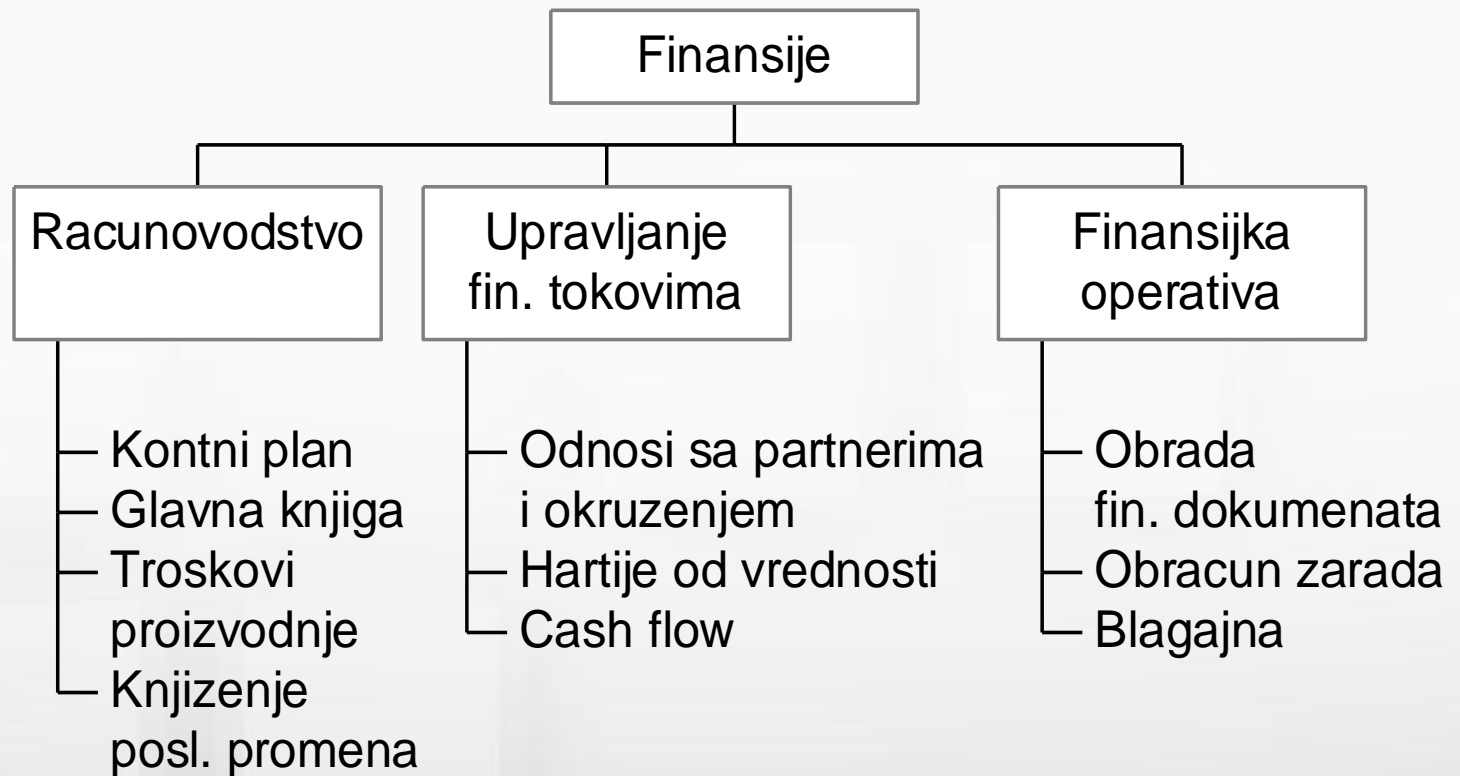 Finansije
Racunovodstvo
Upravljanje
fin. tokovima
Finansijka
operativa
Kontni plan
Glavna knjiga
Troskovi
proizvodnje
Knjizenje
posl. promena
Odnosi sa partnerima
i okruzenjem
Hartije od vrednosti
Cash flow
Obrada
fin. dokumenata
Obracun zarada
Blagajna